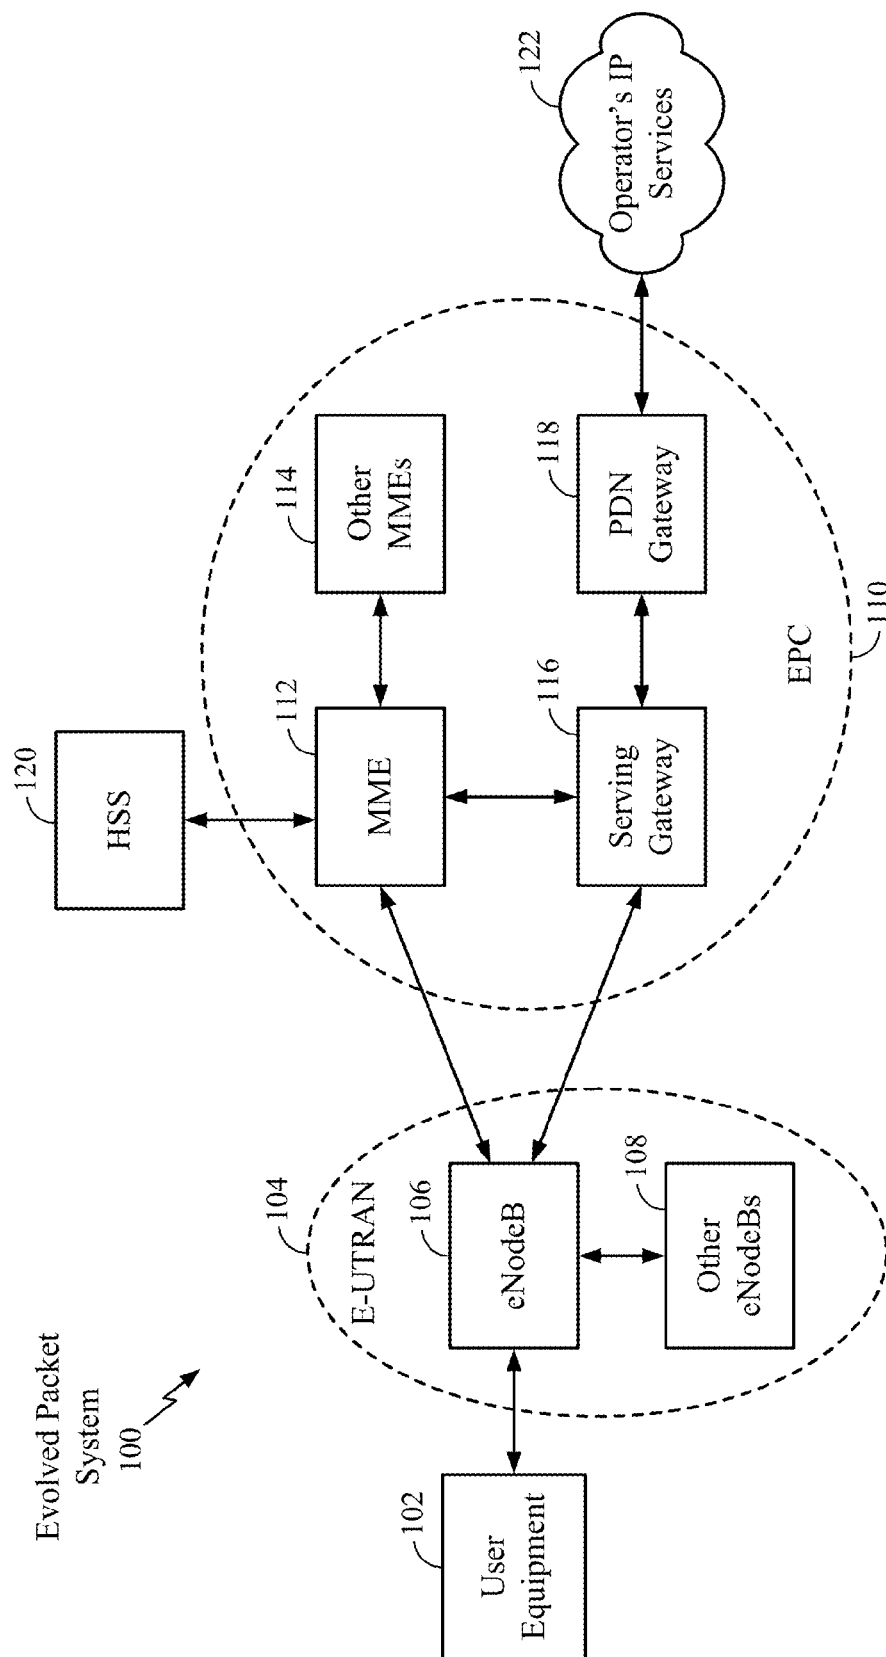 Evolved Packet
System
100
120
HSS
122
Operator's IP
Services
112
MME
114
Other
MMEs
116
Serving
Gateway
118
PDN
Gateway
EPC
110
104
E-UTRAN
106
eNodeB
108
Other
eNodeBs
102
User
Equipment